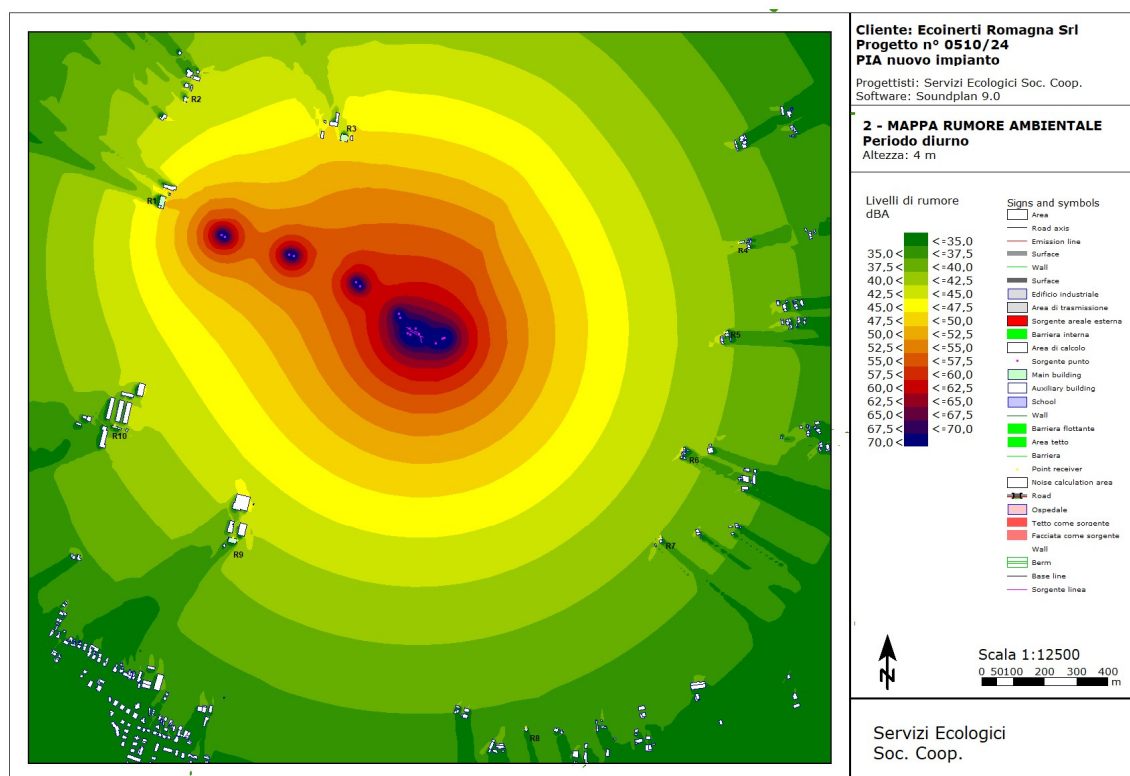 Cliente: Ecoinerti Romagna Srl
Progetto n° 0510/24
PIA nuovo impianto
Progettisti: Servizi Ecologici Soc. Coop.
Software: Soundplan 9.0
2 - MAPPA RUMORE AMBIENTALE
Periodo diurno
Altezza: 4 m
Livelli di rumore
dBA
<=35,0
35,0 < <=37,5
37,5 < <=40,0
40,0 < <=42,5
42,5 < <=45,0
45,0 < <=47,5
47,5 < <=50,0
50,0 < <=52,5
52,5 < <=55,0
55,0 < <=57,5
57,5 < <=60,0
60,0 < <=62,5
62,5 < <=65,0
65,0 < <=67,5
67,5 < <=70,0
70,0 <
Signs and symbols
Area
Road axis
Emission line
Surface
Wall
Surface
Edificio industriale
Area di trasmissione
Sorgente areale esterna
Barriera interna
Area di calcolo
Sorgente punto
Main building
Auxiliary building
School
Wall
Barriera flottante
Area tetto
Barriera
Point receiver
Noise calculation area
Road
Ospedale
Tetto come sorgente
Facciata come sorgente
Wall
Berm
Base line
Sorgente linea
R2
R3
R1
R4
R5
R10
R6
R7
R9
R8
N
Scala 1:12500
0 50100 200 300 400
m
Servizi Ecologici
Soc. Coop.